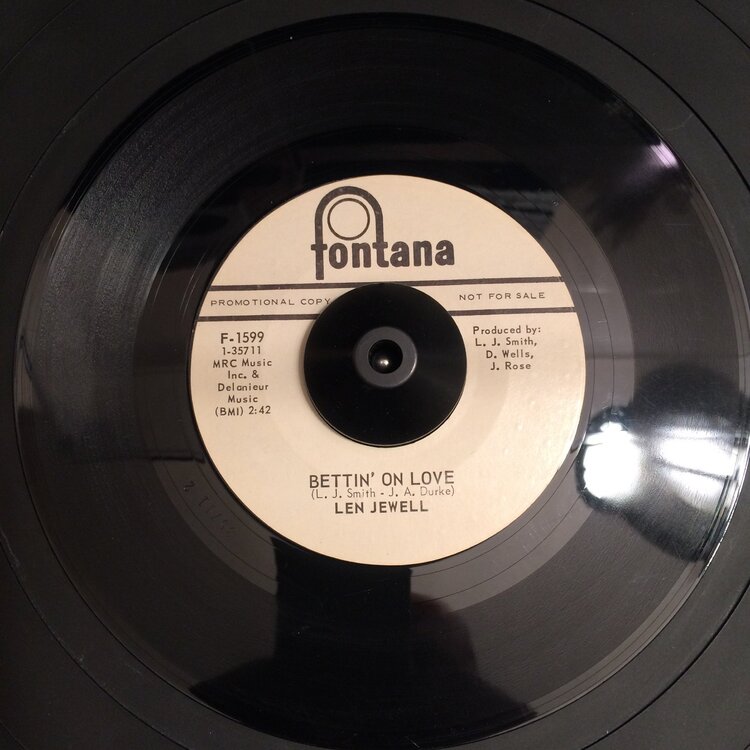 fontana
PROMOTIONAL COPY NOT FOR SALE
F-1599
1-35711
MRC Music
Inc. &
Delanieur
Music
(BMI) 2:42
Produced by:
L. J. Smith,
D. Wells,
J. Rose
BETTIN' ON LOVE
(L. J. Smith - J. A. Durke)
LEN JEWELL